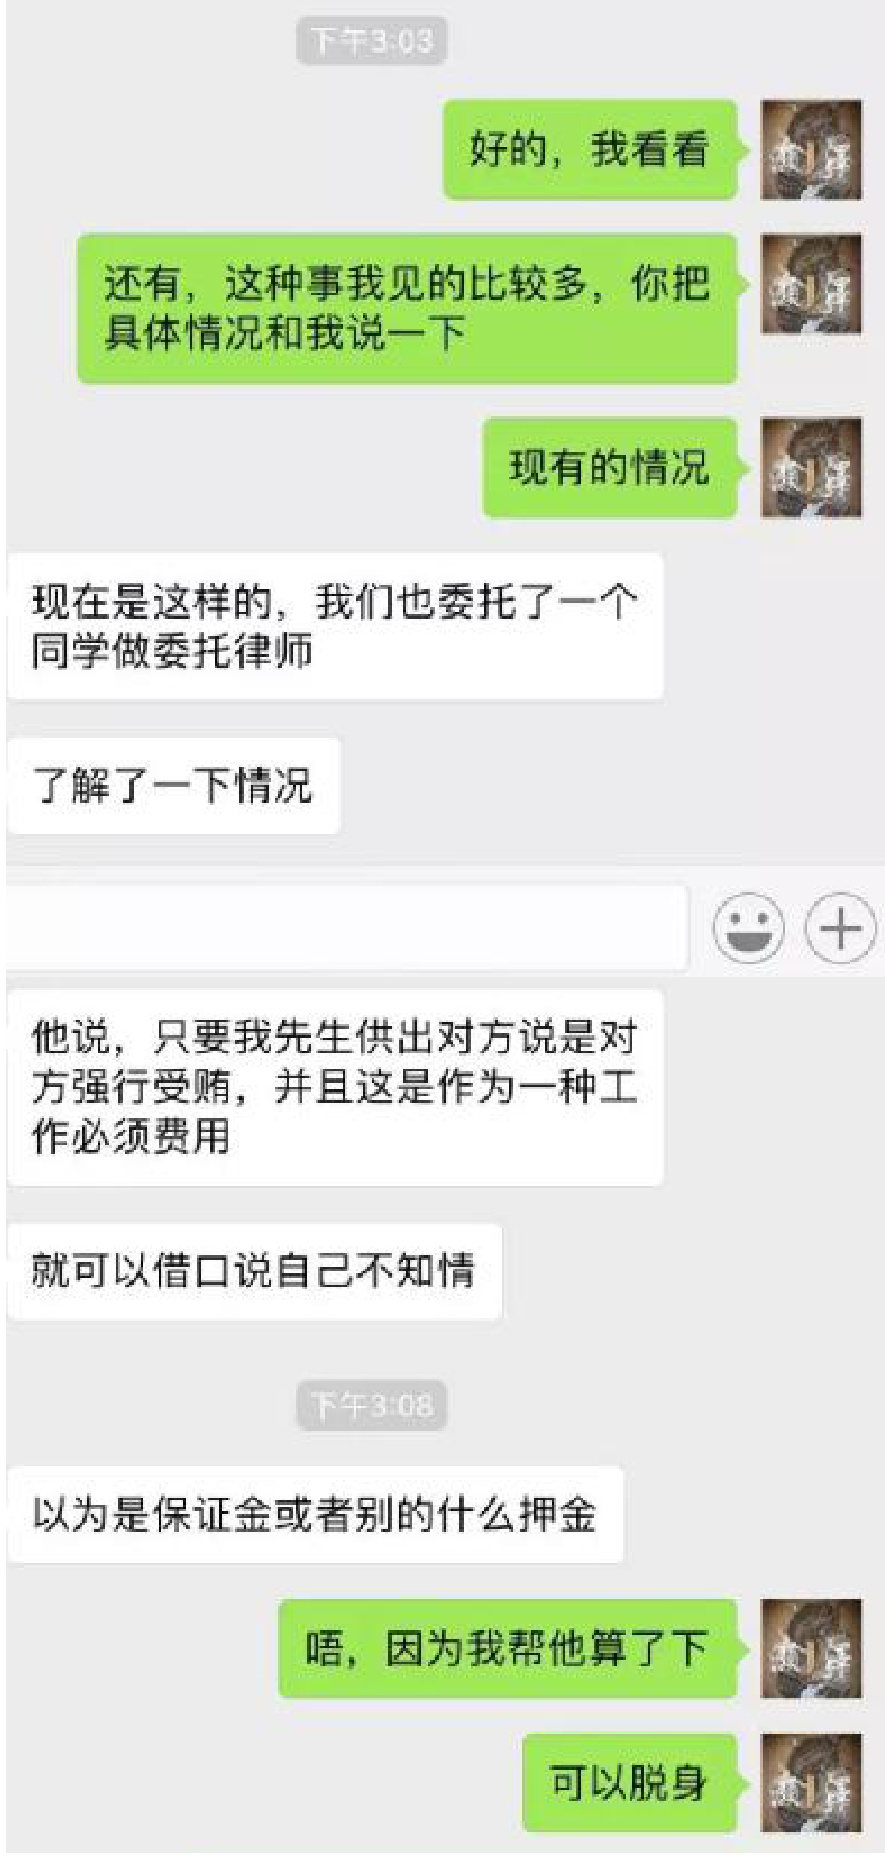 下午3:03
好的，我看看
还有，这种事我见的比较多，你把
具体情况和我说一下
现有的情况
现在是这样的，我们也委托了一个
同学做委托律师
了解了一下情况
他说，只要我先生供出对方说是对
方强行受贿，并且这是作为一种工
作必须费用
就可以借口说自己不知情
下午3:08
以为是保证金或者别的什么押金
唔，因为我帮他算了下
可以脱身